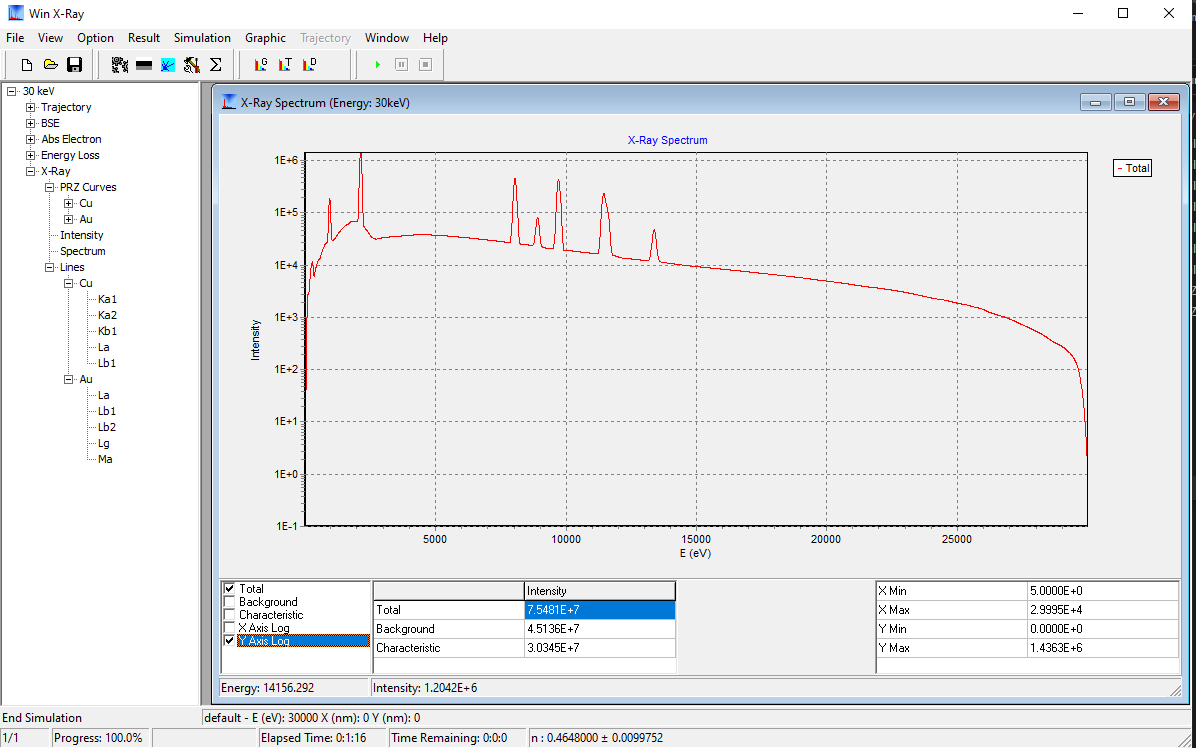 Win X-Ray
File View Option Result Simulation Graphic Trajectory Window Help
G T D
30 keV
Trajectory
BSE
Abs Electron
Energy Loss
X-Ray
PRZ Curves
Cu
Au
Intensity
Spectrum
Lines
Cu
Ka1
Ka2
Kb1
La
Lb1
Au
La
Lb1
Lb2
Lg
Ma
X-Ray Spectrum (Energy: 30keV)
X-Ray Spectrum
Total
1E+6
1E+5
1E+4
1E+3
1E+2
1E+1
1E+0
1E-1
Intensity
5000 10000 15000 20000 25000
E (eV)
Total
Background
Characteristic
X Axis Log
Y Axis Log
Intensity
Total 7.5481E+7
Background 4.5136E+7
Characteristic 3.0345E+7
X Min 5.0000E+0
X Max 2.9995E+4
Y Min 0.0000E+0
Y Max 1.4363E+6
Energy: 14156.292 Intensity: 1.2042E+6
End Simulation default - E (eV): 30000 X (nm): 0 Y (nm): 0
1/1 Progress: 100.0% Elapsed Time: 0:1:16 Time Remaining: 0:0:0 n : 0.4648000 ± 0.0099752